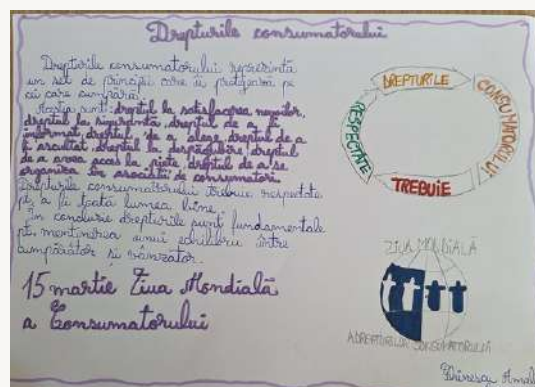 Drepturile consumatorului
Drepturile consumatorului reprezintă
un set de principii care îi protejează pe
cei care cumpără.
Aceștia sunt: dreptul la satisfacerea nevoilor,
dreptul la siguranță, dreptul de a fi
informat, dreptul de a alege, dreptul de a
fi ascultat, dreptul la despăgubire, dreptul
de a avea acces la piețe, dreptul de a se
organiza în asociații de consumatori.
Drepturile consumatorului trebuie respectate
pt a fi toată lumea bine.
În concluzie drepturile sunt fundamentale
pt. menținerea unui echilibru între
cumpărător și vânzător.
15 martie Ziua Mondială
a Consumatorului
DREPTURILE
CONSUMATORULUI
TREBUIE
RESPECTATE
ZIUA MONDIALĂ
A DREPTURILOR CONSUMATORULUI